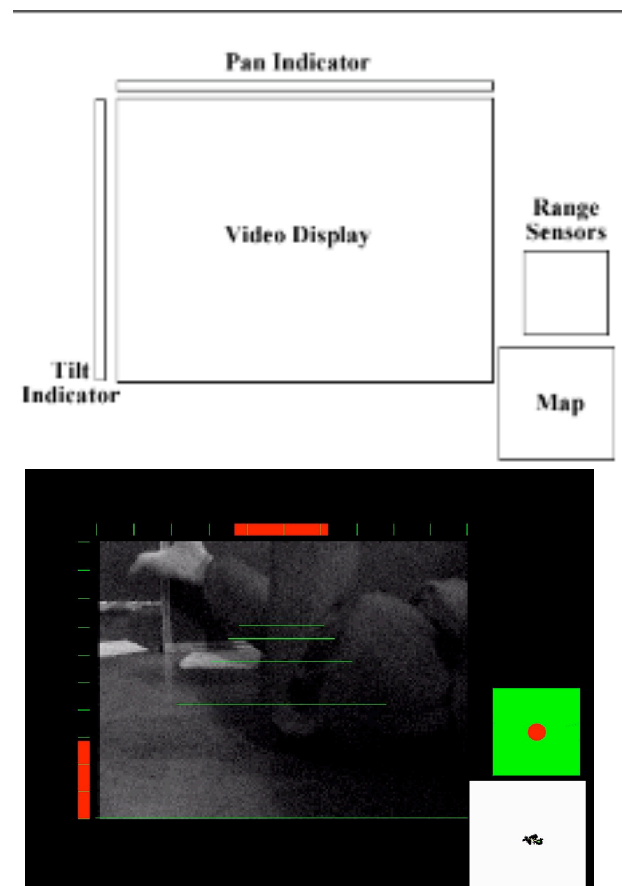 Pan Indicator
Video Display
Range
Sensors
Tilt
Indicator
Map